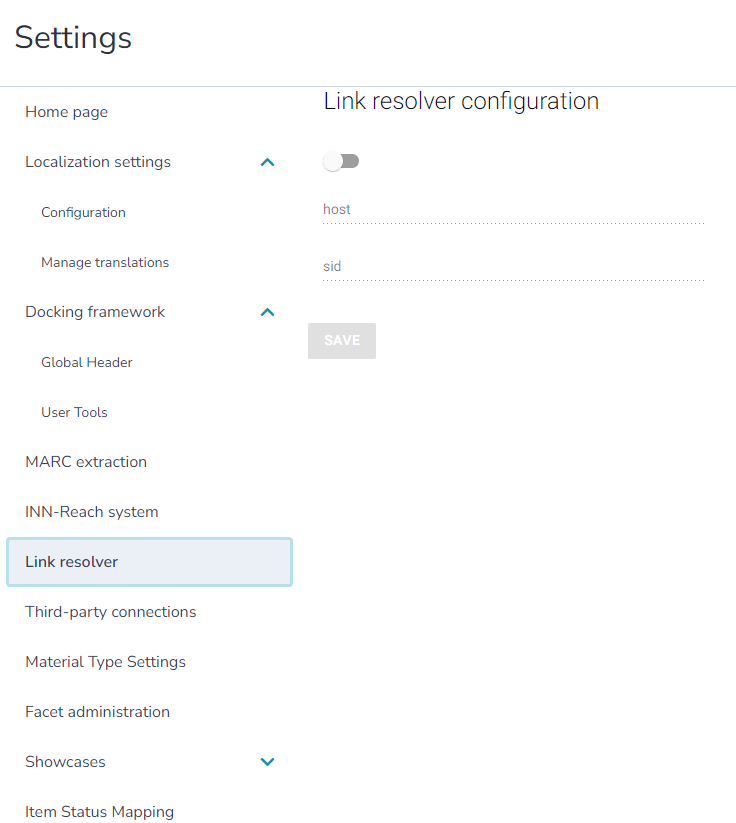 Settings
Home page
Localization settings
Configuration
Manage translations
Docking framework
Global Header
User Tools
MARC extraction
INN-Reach system
Link resolver
Third-party connections
Material Type Settings
Facet administration
Showcases
Item Status Mapping
Link resolver configuration
host
sid
SAVE